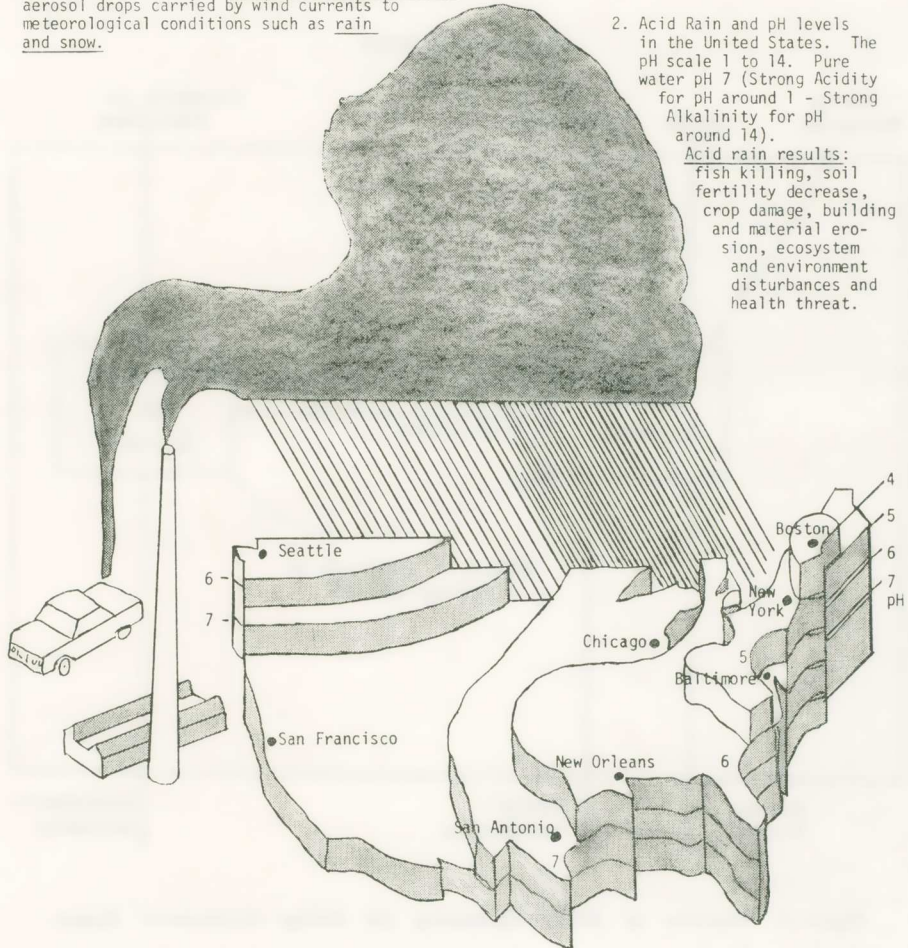 aerosol drops carried by wind currents to
meteorological conditions such as rain
and snow.
2. Acid Rain and pH levels
in the United States. The
pH scale 1 to 14. Pure
water pH 7 (Strong Acidity
for pH around 1 - Strong
Alkalinity for pH
around 14).
Acid rain results:
fish killing, soil
fertility decrease,
crop damage, building
and material ero-
sion, ecosystem
and environment
disturbances and
health threat.
4
5
6
7
pH
Boston
Seattle
6
7
New
York
Chicago
5
Baltimore
San Francisco
New Orleans
6
San Antonio
7